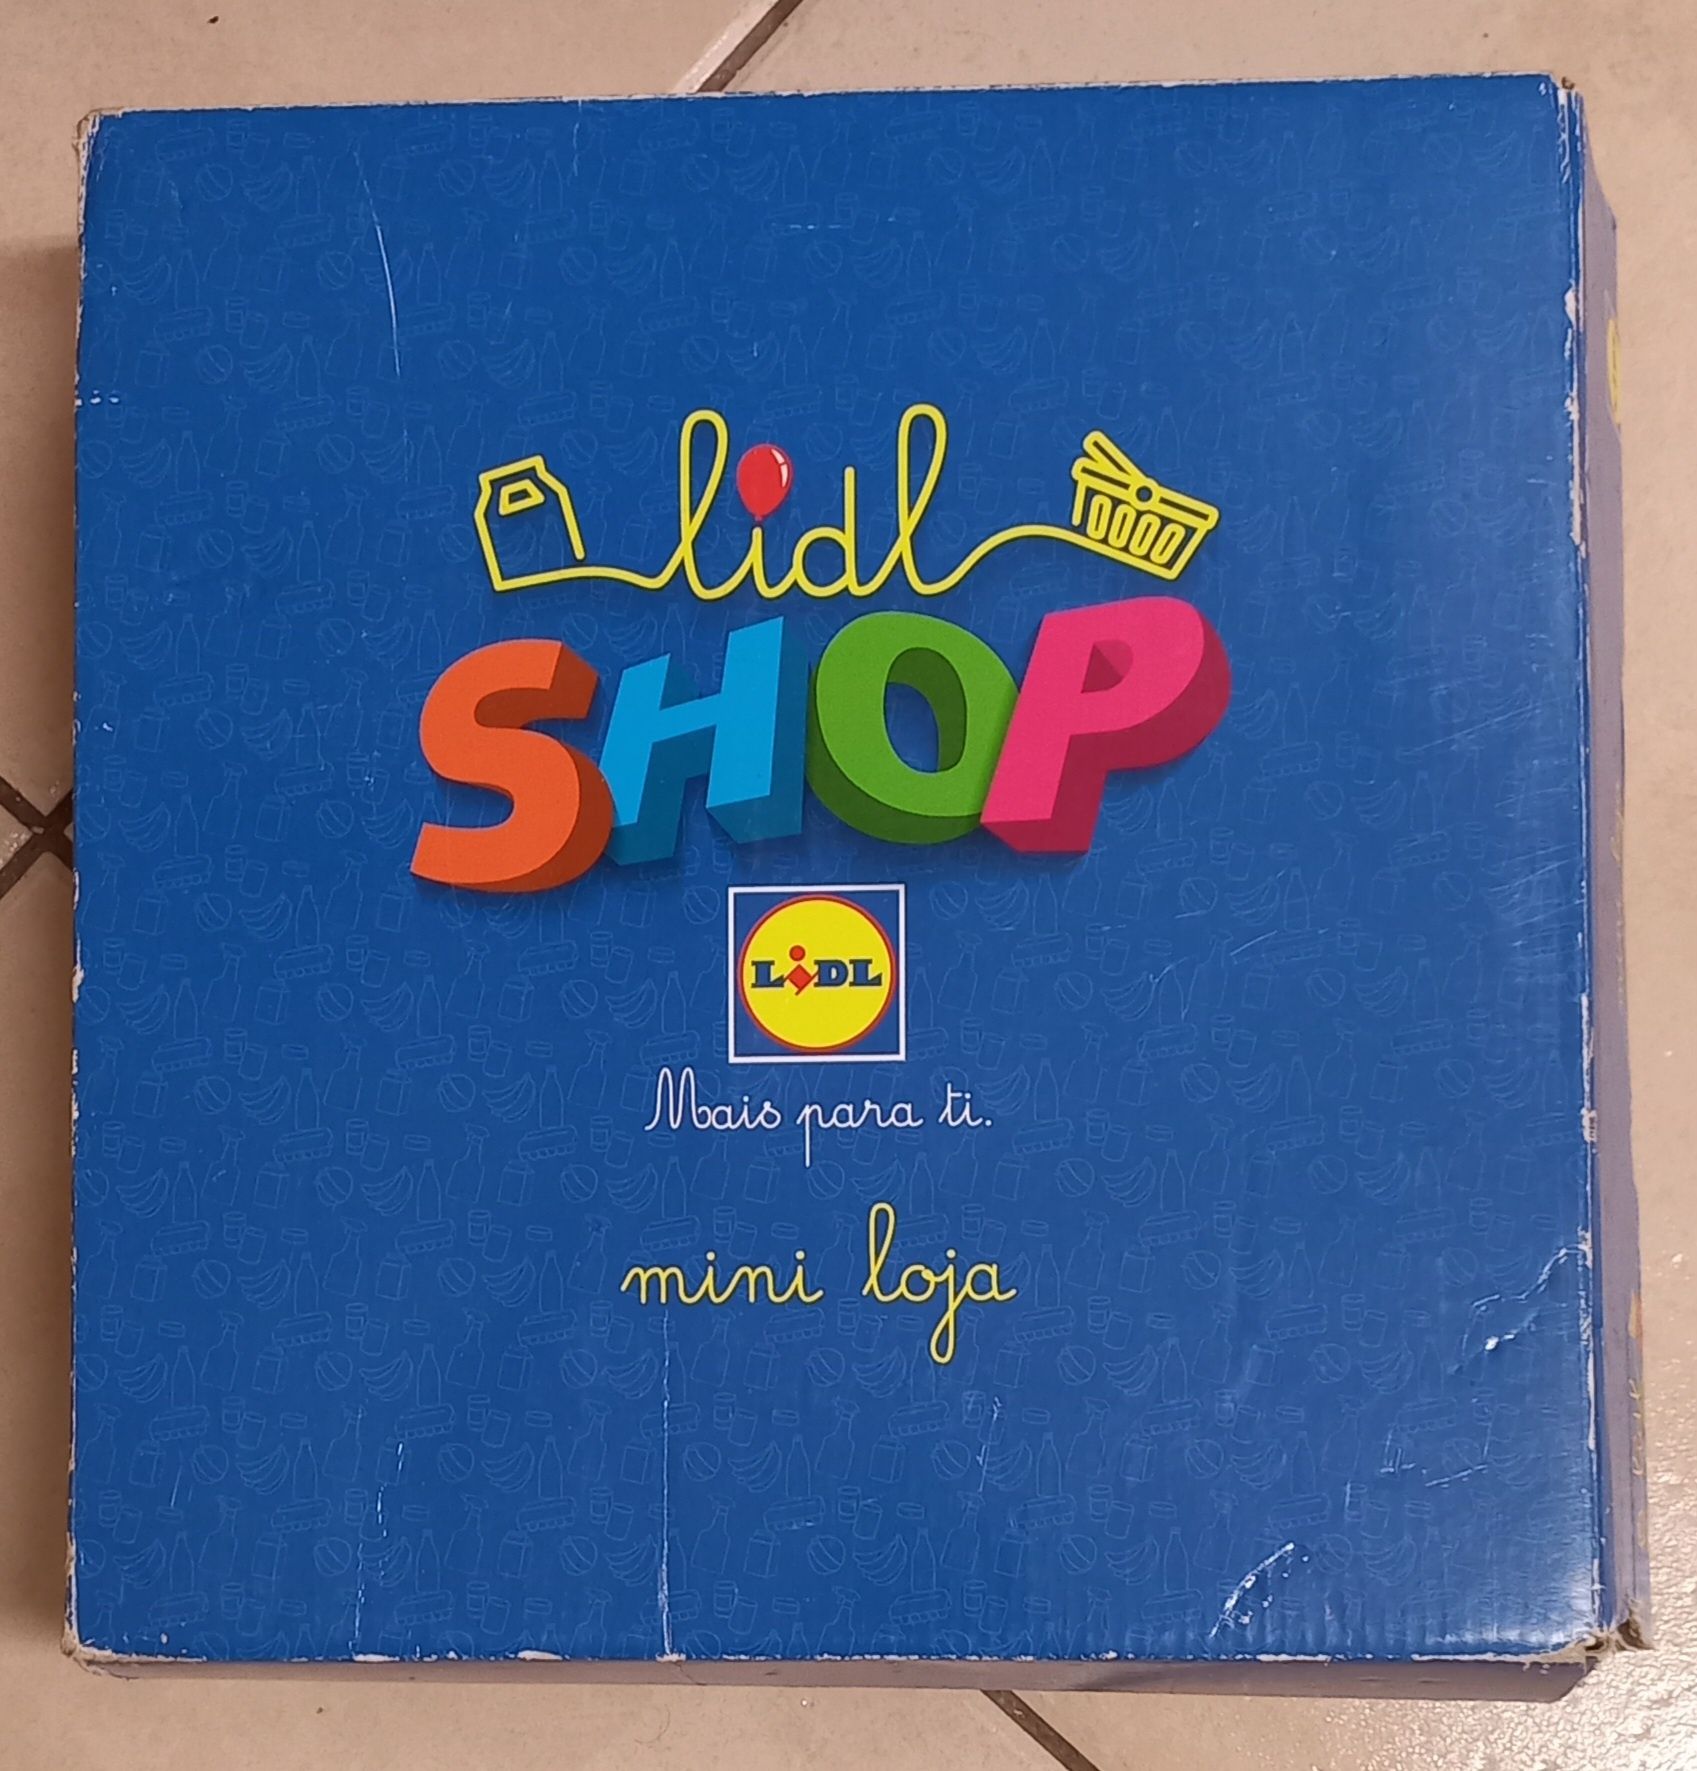 lidl
SHOP
LIDL
Mais para ti.
mini loja